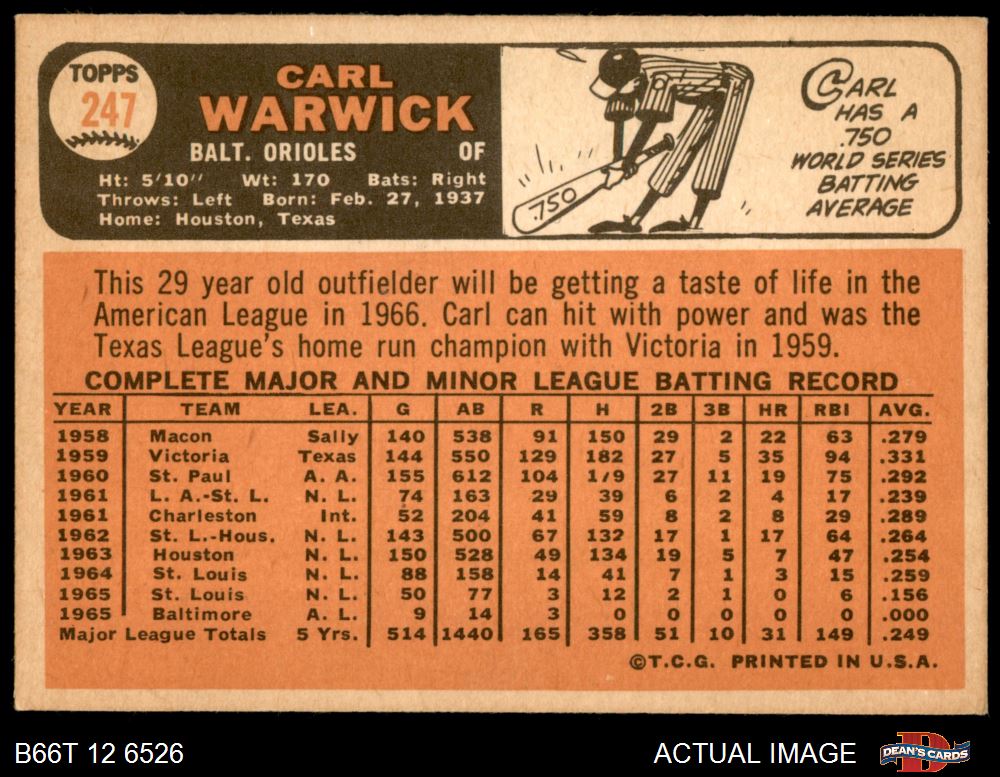 TOPPS
247
CARL
WARWICK
BALT. ORIOLES OF
Ht: 5'10" Wt: 170 Bats: Right
Throws: Left Born: Feb. 27, 1937
Home: Houston, Texas
.750
CARL
HAS A
.750
WORLD SERIES
BATTING
AVERAGE
This 29 year old outfielder will be getting a taste of life in the
American League in 1966. Carl can hit with power and was the
Texas League's home run champion with Victoria in 1959.
COMPLETE MAJOR AND MINOR LEAGUE BATTING RECORD
YEAR TEAM LEA. G AB R H 2B 3B HR RBI AVG.
1958 Macon Sally 140 538 91 150 29 2 22 63 .279
1959 Victoria Texas 144 550 129 182 27 5 35 94 .331
1960 St. Paul A. A. 155 612 104 179 27 11 19 75 .292
1961 L. A.-St. L. N. L. 74 163 29 39 6 2 4 17 .239
1961 Charleston Int. 52 204 41 59 8 2 8 29 .289
1962 St. L.-Hous. N. L. 143 500 67 132 17 1 17 64 .264
1963 Houston N. L. 150 528 49 134 19 5 7 47 .254
1964 St. Louis N. L. 88 158 14 41 7 1 3 15 .259
1965 St. Louis N. L. 50 77 3 12 2 1 0 6 .156
1965 Baltimore A. L. 9 14 3 0 0 0 0 0 .000
Major League Totals 5 Yrs. 514 1440 165 358 51 10 31 149 .249
©T.C.G. PRINTED IN U.S.A.
B66T 12 6526
ACTUAL IMAGE
DEAN'S CARDS